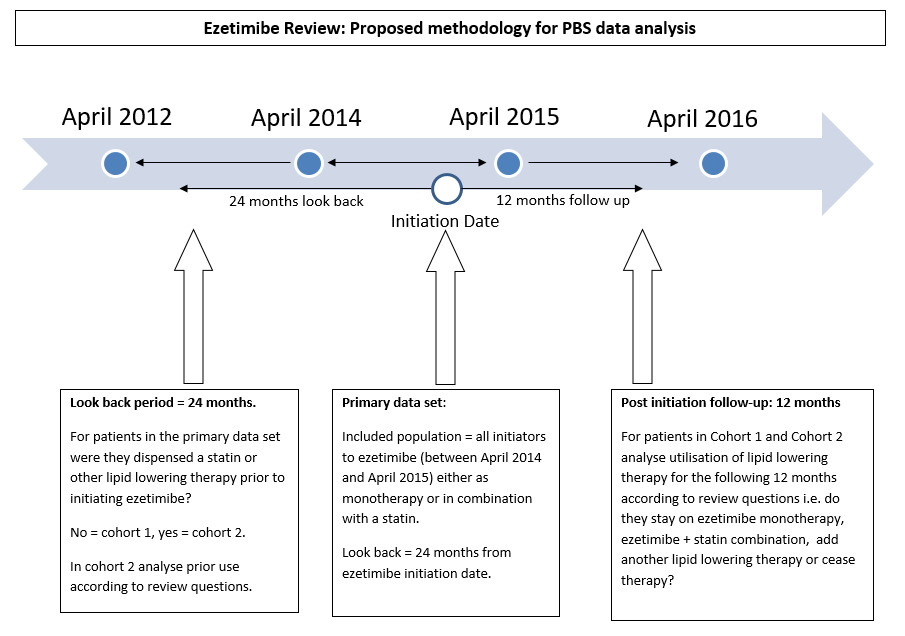 Ezetimibe Review: Proposed methodology for PBS data analysis
April 2012
April 2014
April 2015
April 2016
24 months look back
12 months follow up
Initiation Date
Look back period = 24 months.
For patients in the primary data set
were they dispensed a statin or
other lipid lowering therapy prior to
initiating ezetimibe?
No = cohort 1, yes = cohort 2.
In cohort 2 analyse prior use
according to review questions.
Primary data set:
Included population = all initiators
to ezetimibe (between April 2014
and April 2015) either as
monotherapy or in combination
with a statin.
Look back = 24 months from
ezetimibe initiation date.
Post initiation follow-up: 12 months
For patients in Cohort 1 and Cohort 2
analyse utilisation of lipid lowering
therapy for the following 12 months
according to review questions i.e. do
they stay on ezetimibe monotherapy,
ezetimibe + statin combination, add
another lipid lowering therapy or cease
therapy?